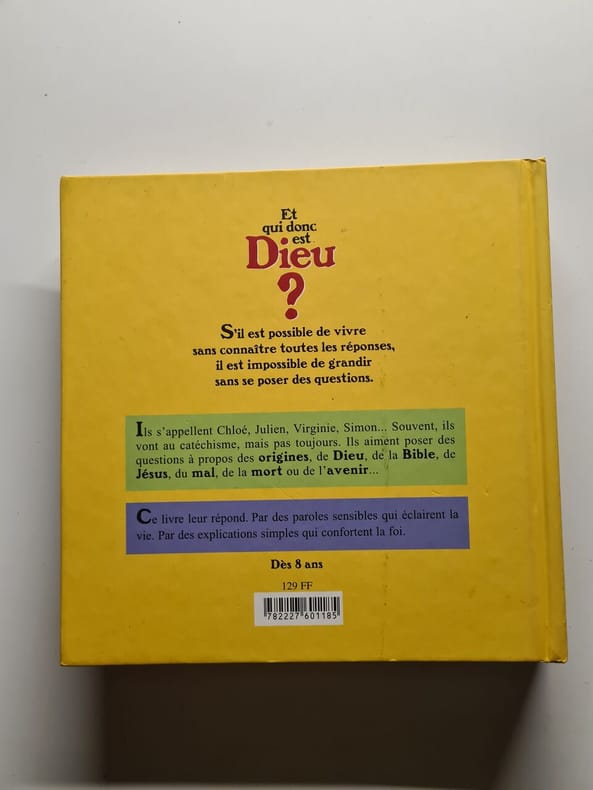 Et
qui donc
est
Dieu
?
S'il est possible de vivre
sans connaître toutes les réponses,
il est impossible de grandir
sans se poser des questions.
Ils s'appellent Chloé, Julien, Virginie, Simon... Souvent, ils
vont au catéchisme, mais pas toujours. Ils aiment poser des
questions à propos des origines, de Dieu, de la Bible, de
Jésus, du mal, de la mort ou de l'avenir...
Ce livre leur répond. Par des paroles sensibles qui éclairent la
vie. Par des explications simples qui confortent la foi.
Dès 8 ans
129 FF
9782227601185